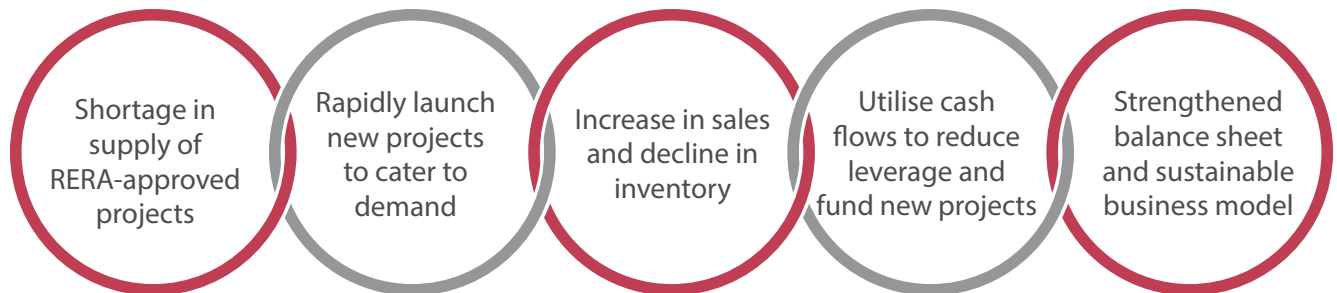 Shortage in
supply of
RERA-approved
projects
Rapidly launch
new projects
to cater to
demand
Increase in sales
and decline in
inventory
Utilise cash
flows to reduce
leverage and
fund new projects
Strengthened
balance sheet
and sustainable
business model